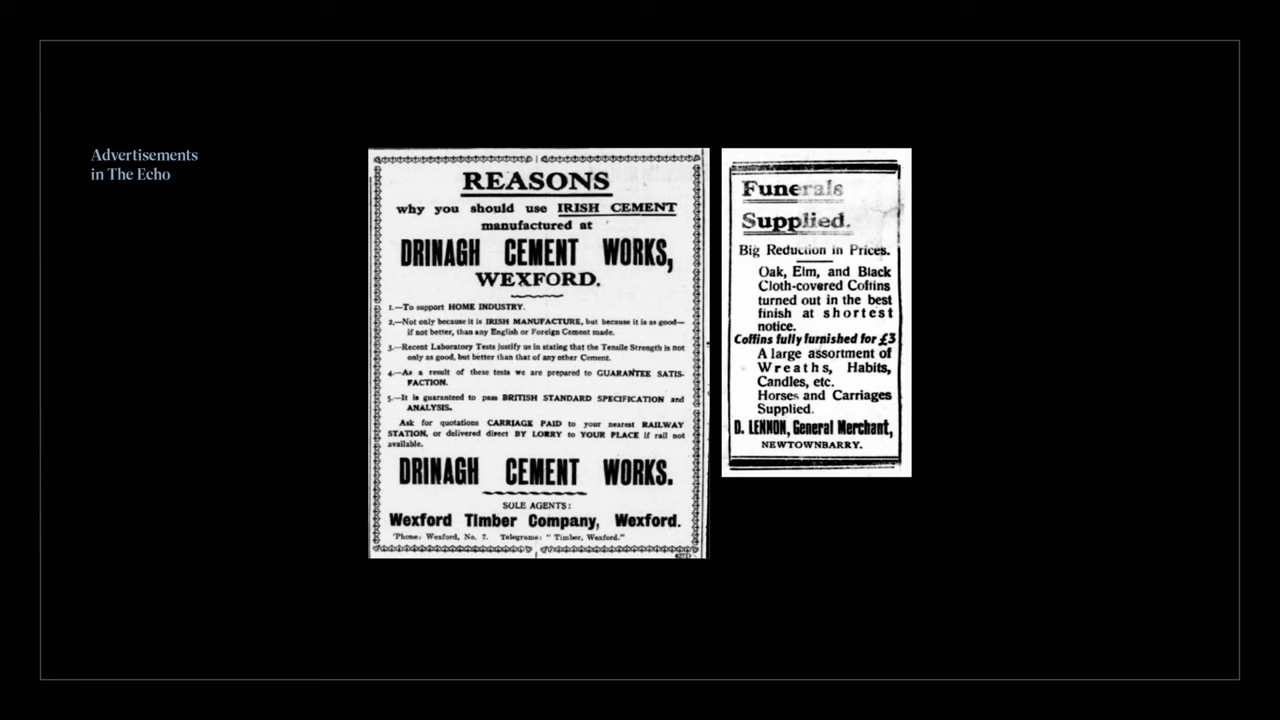 Advertisements
in The Echo
REASONS
why you should use IRISH CEMENT
manufactured at
DRINAGH CEMENT WORKS,
WEXFORD.
1.—To support HOME INDUSTRY.
2.—Not only because it is IRISH MANUFACTURE, but because it is as good—
if not better, than any English or Foreign Cement made.
3.—Recent Laboratory Tests justify us in stating that the Tensile Strength is not
only as good, but better than that of any other Cement.
4.—As a result of these tests we are prepared to GUARANTEE SATIS-
FACTION.
5.—It is guaranteed to pass BRITISH STANDARD SPECIFICATION and
ANALYSIS.
Ask for quotations CARRIAGE PAID to your nearest RAILWAY
STATION, or delivered direct BY LORRY to YOUR PLACE if rail not
available.
DRINAGH CEMENT WORKS.
SOLE AGENTS:
Wexford Timber Company, Wexford.
'Phone: Wexford, No. 7. Telegrams: "Timber, Wexford."
Funerals
Supplied.
Big Reduction in Prices.
Oak, Elm, and Black
Cloth-covered Coffins
turned out in the best
finish at shortest
notice.
Coffins fully furnished for £3
A large assortment of
Wreaths, Habits,
Candles, etc.
Horses and Carriages
Supplied.
D. LENNON, General Merchant,
NEWTOWNBARRY.